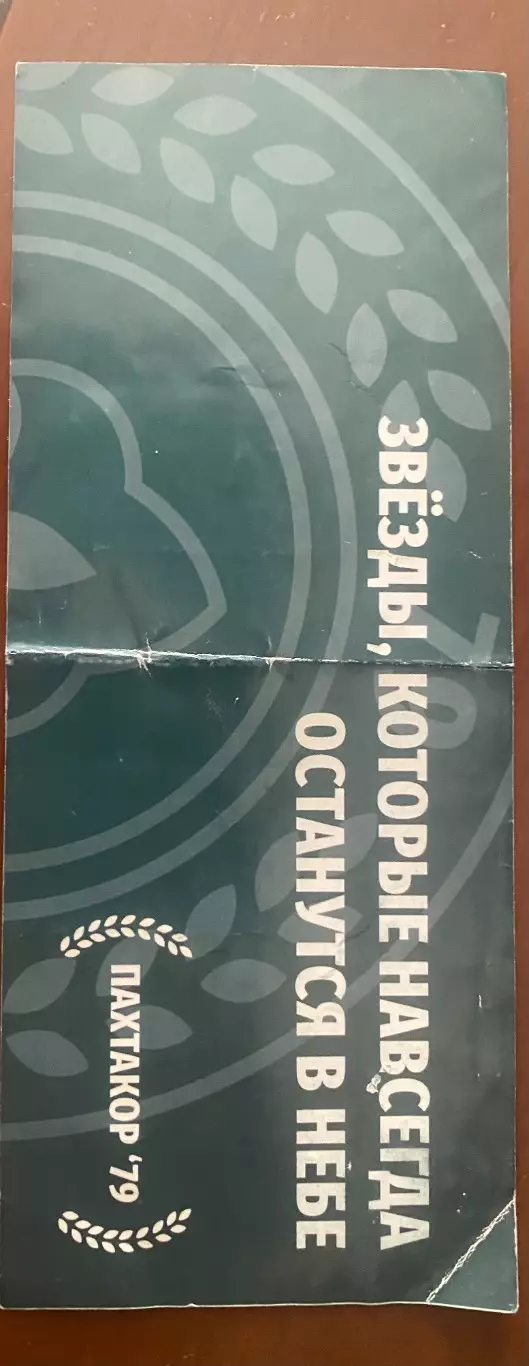 ЗВЁЗДЫ, КОТОРЫЕ НАВСЕГДА
ОСТАНУТСЯ В НЕБЕ
ПАХТАКОР ‘79